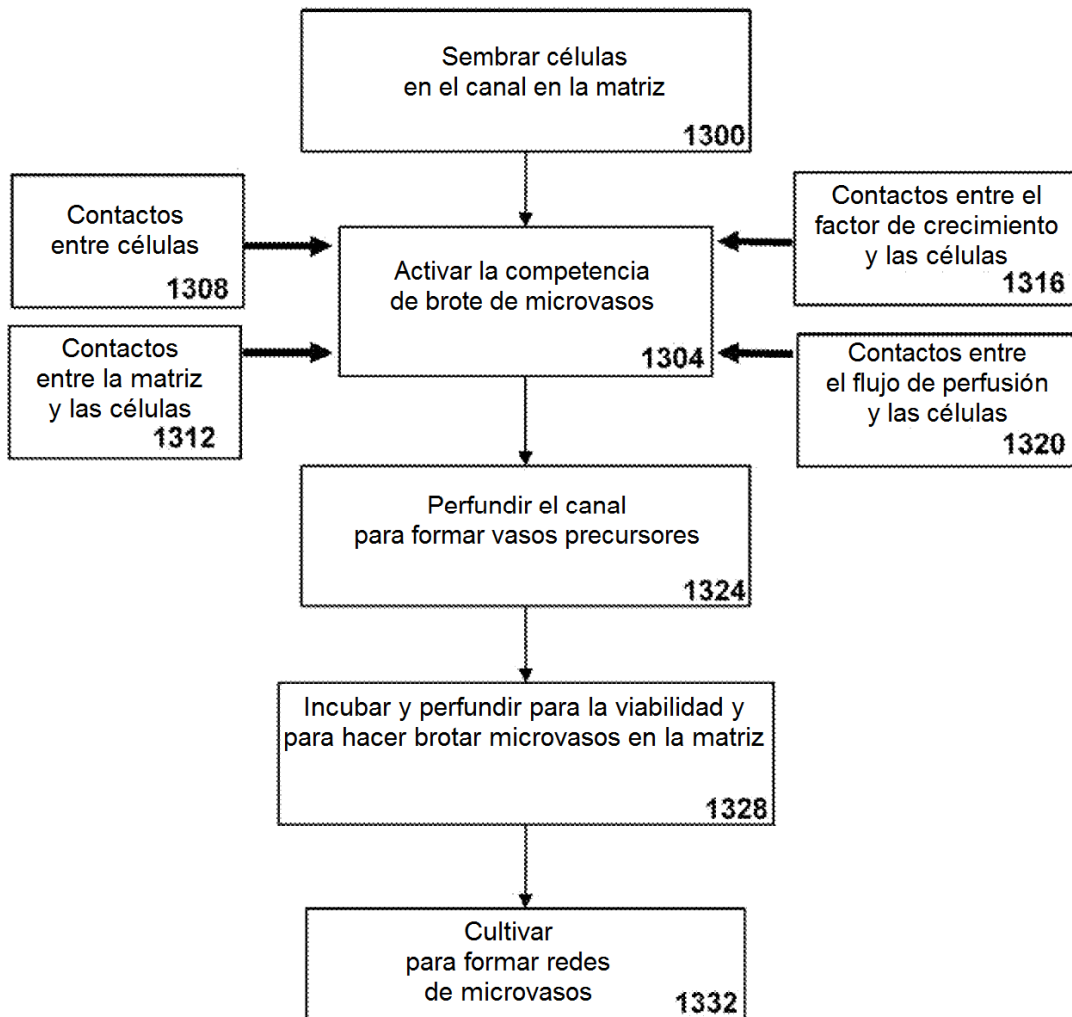 Sembrar células
en el canal en la matriz
1300
Contactos
entre células
1308
Contactos entre el
factor de crecimiento
y las células
1316
Activar la competencia
de brote de microvasos
1304
Contactos
entre la matriz
y las células
1312
Contactos entre
el flujo de perfusión
y las células
1320
Perfundir el canal
para formar vasos precursores
1324
Incubar y perfundir para la viabilidad y
para hacer brotar microvasos en la matriz
1328
Cultivar
para formar redes
de microvasos
1332